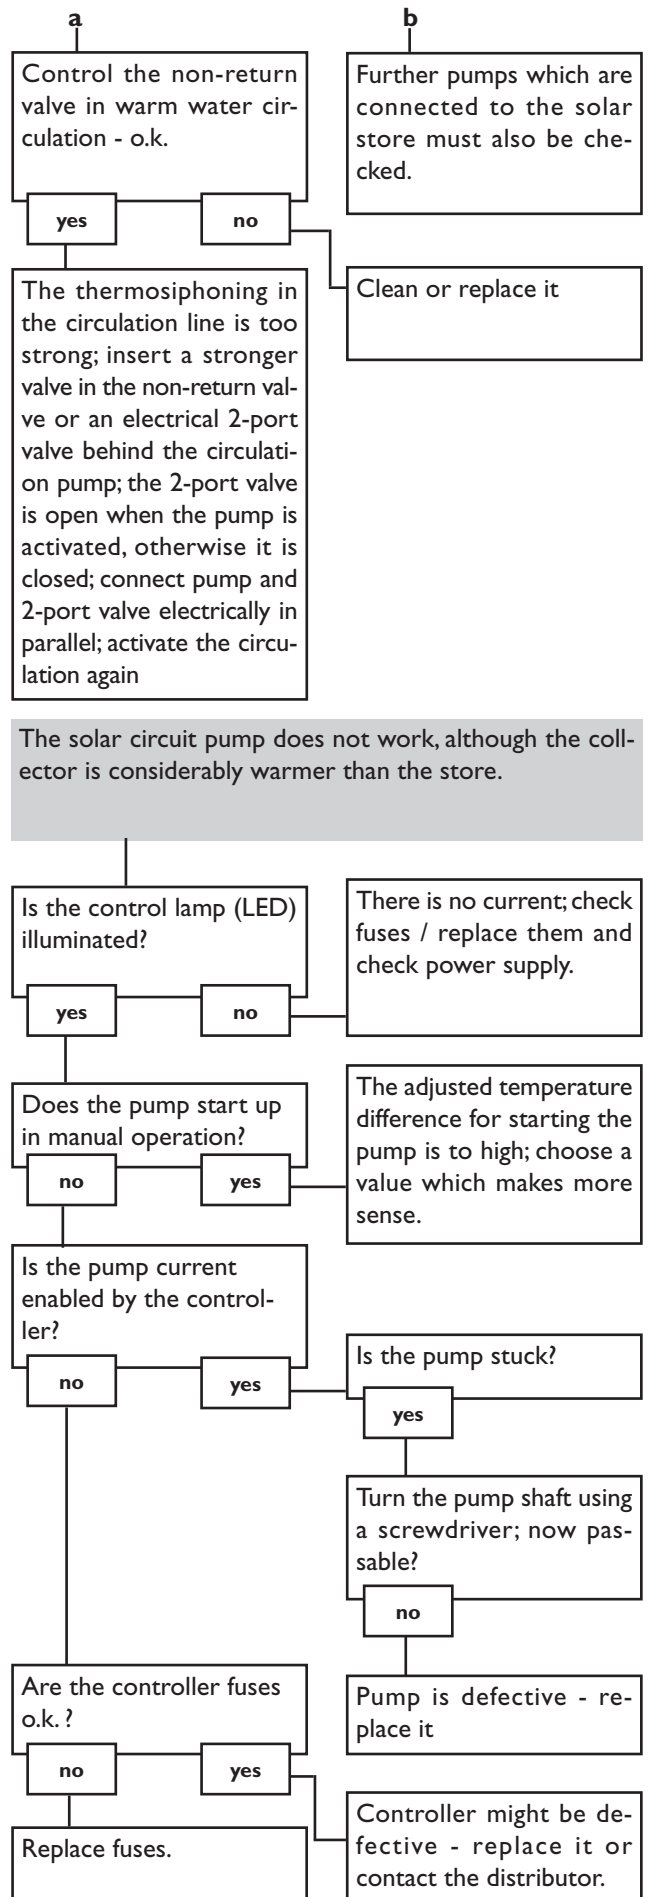 a
Control the non-return
valve in warm water cir-
culation - o.k.
yes
no
b
Further pumps which are
connected to the solar
store must also be che-
cked.
Clean or replace it
The thermosiphoning in
the circulation line is too
strong; insert a stronger
valve in the non-return val-
ve or an electrical 2-port
valve behind the circulati-
on pump; the 2-port valve
is open when the pump is
activated, otherwise it is
closed; connect pump and
2-port valve electrically in
parallel; activate the circu-
lation again
The solar circuit pump does not work, although the coll-
ector is considerably warmer than the store.
Is the control lamp (LED)
illuminated?
yes
no
There is no current; check
fuses / replace them and
check power supply.
Does the pump start up
in manual operation?
no
yes
The adjusted temperature
difference for starting the
pump is to high; choose a
value which makes more
sense.
Is the pump current
enabled by the control-
ler?
no
yes
Is the pump stuck?
yes
Turn the pump shaft using
a screwdriver; now pas-
sable?
no
Pump is defective - re-
place it
Are the controller fuses
o.k. ?
no
yes
Replace fuses.
Controller might be de-
fective - replace it or
contact the distributor.